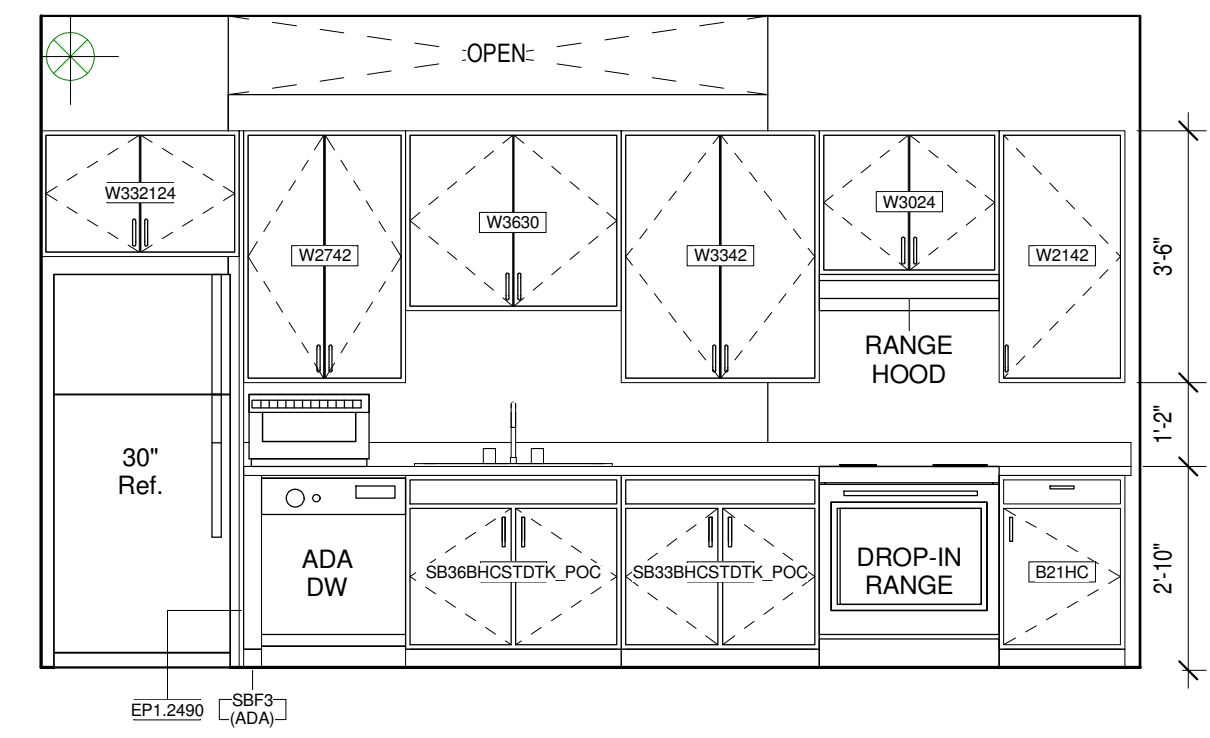 OPEN
W332124
W2742
W3630
W3342
W3024
W2142
3'-6"
RANGE
HOOD
1'-2"
30"
Ref.
ADA
DW
SB36BHCSTDTK_POC
SB33BHCSTDTK_POC
DROP-IN
RANGE
B21HC
2'-10"
EP1.2490
SBF3
(ADA)